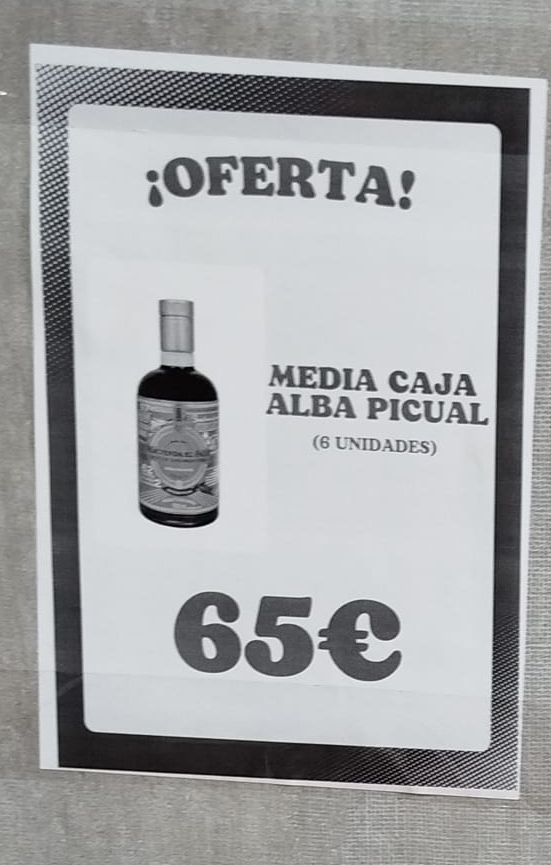 ¡OFERTA!
MEDIA CAJA
ALBA PICUAL
(6 UNIDADES)
65€